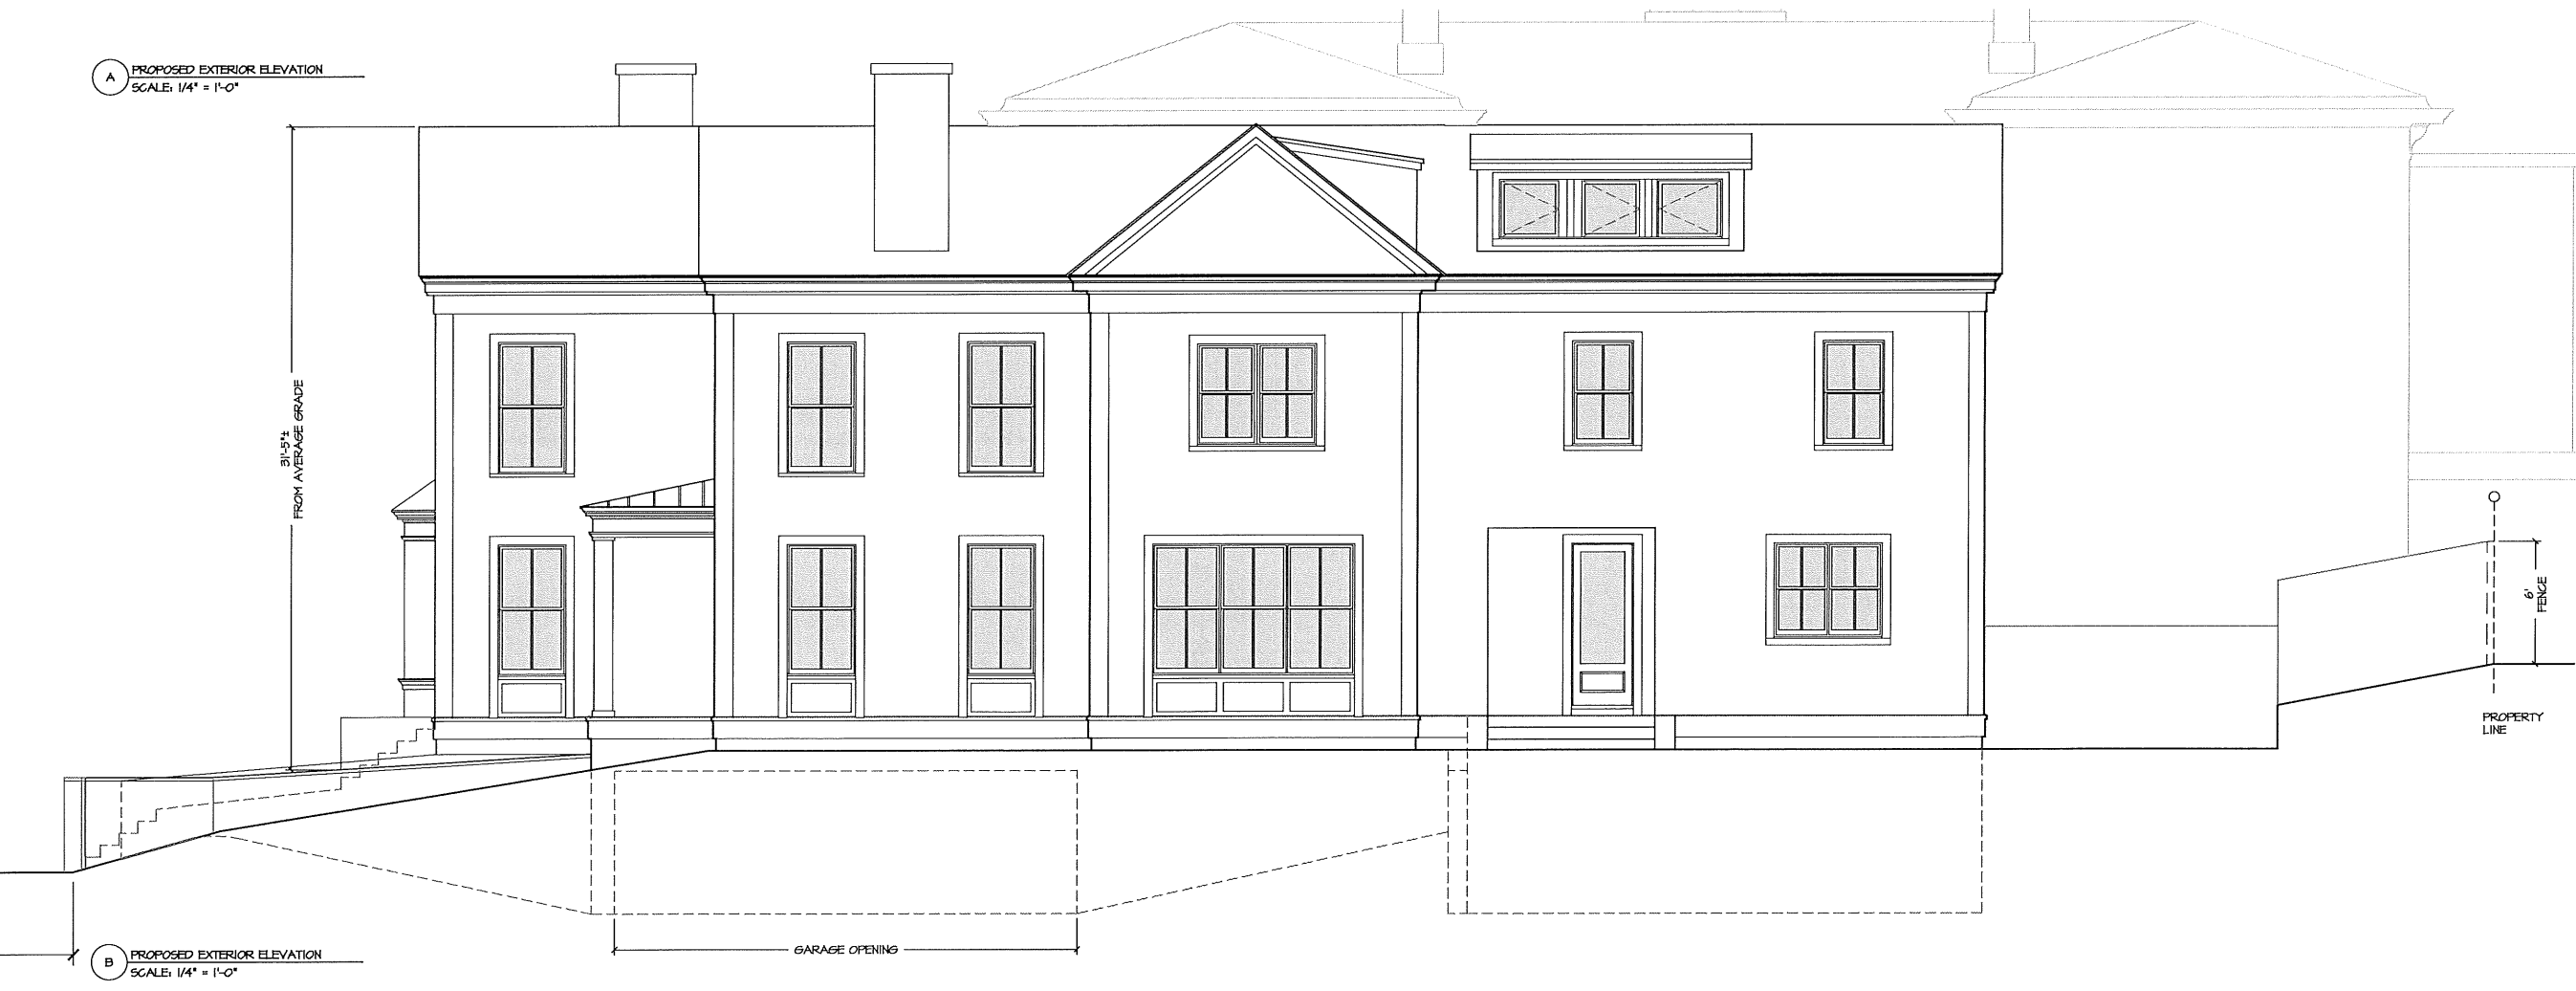 A
PROPOSED EXTERIOR ELEVATION
SCALE: 1/4" = 1'-0"
31'-5"±
FROM AVERAGE GRADE
6'
FENCE
PROPERTY
LINE
GARAGE OPENING
B
PROPOSED EXTERIOR ELEVATION
SCALE: 1/4" = 1'-0"